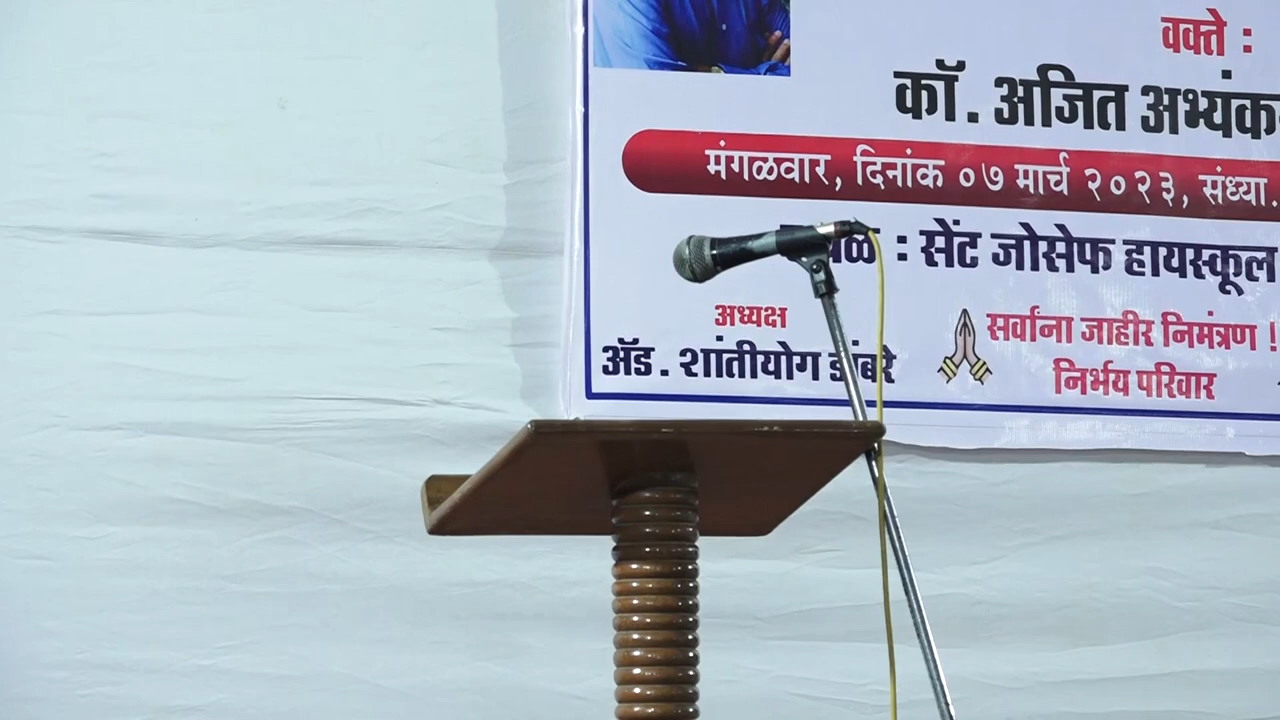 वक्ते :
कॉ. अजित अभ्यंक
मंगळवार, दिनांक ०७ मार्च २०२३, संध्या.
: सेंट जोसेफ हायस्कूल
अध्यक्ष
ॲड. शांतीयोग
सर्वांना जाहीर निमंत्रण !
निर्भय परिवार